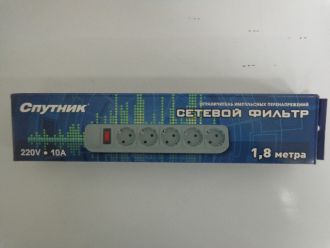 Спутник
ОГРАНИЧИТЕЛЬ ИМПУЛЬСНЫХ ПЕРЕНАПРЯЖЕНИЙ
СЕТЕВОЙ ФИЛЬТР
220V • 10A
1,8 метра